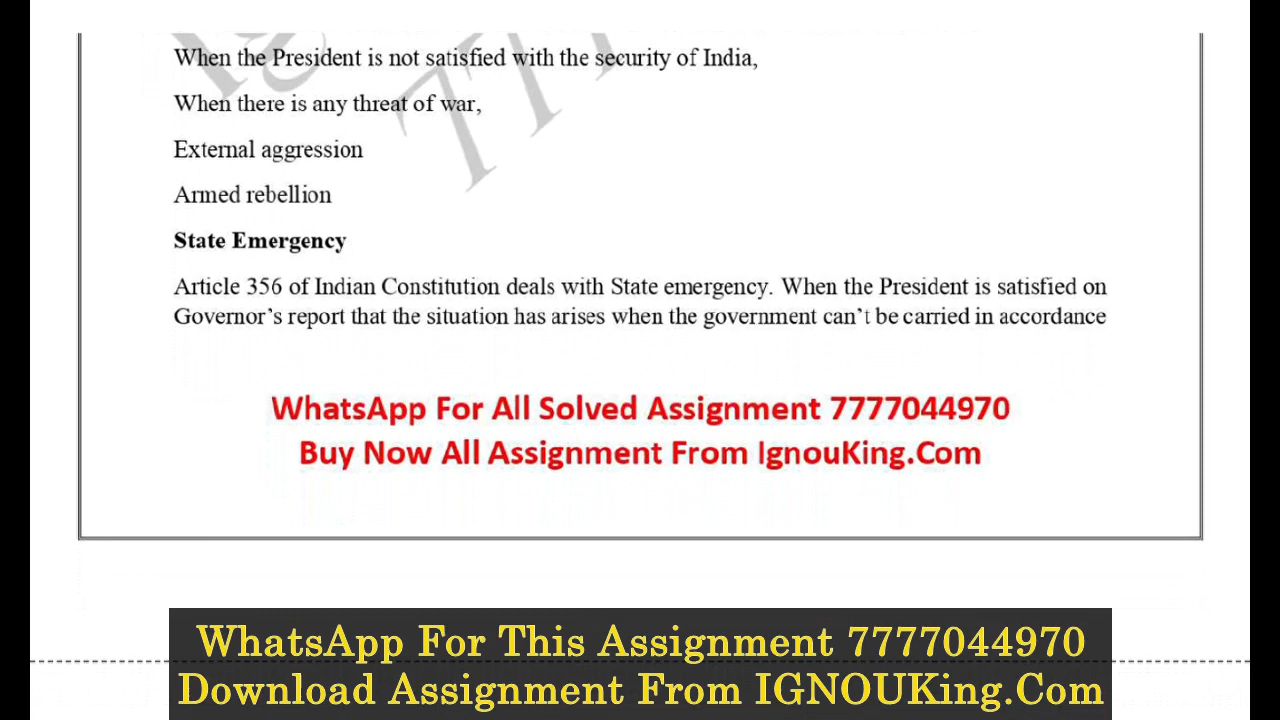 When the President is not satisfied with the security of India,
When there is any threat of war,
External aggression
Armed rebellion
State Emergency
Article 356 of Indian Constitution deals with State emergency. When the President is satisfied on
Governor's report that the situation has arises when the government can't be carried in accordance
WhatsApp For All Solved Assignment 7777044970
Buy Now All Assignment From IgnouKing.Com
WhatsApp For This Assignment 7777044970
Download Assignment From IGNOUKing.Com